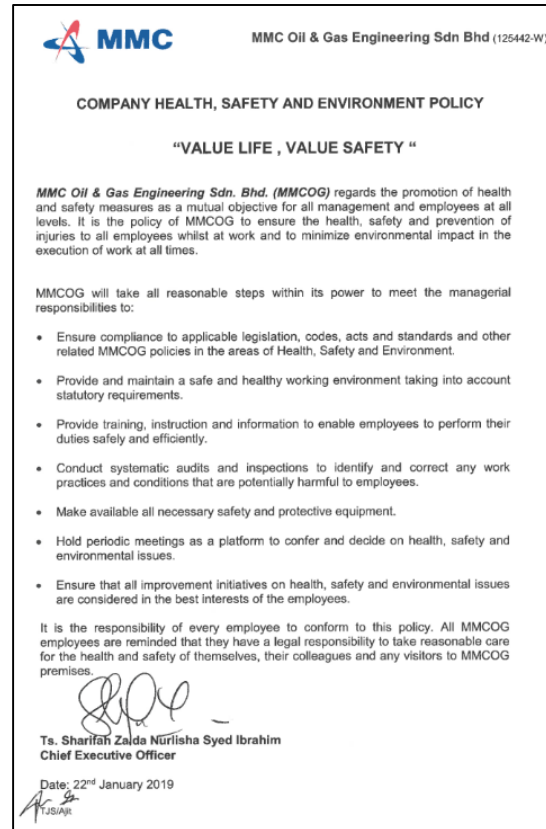 MMC
MMC Oil & Gas Engineering Sdn Bhd (125442-W)
COMPANY HEALTH, SAFETY AND ENVIRONMENT POLICY
“VALUE LIFE , VALUE SAFETY “
MMC Oil & Gas Engineering Sdn. Bhd. (MMCOG) regards the promotion of health
and safety measures as a mutual objective for all management and employees at all
levels. It is the policy of MMCOG to ensure the health, safety and prevention of
injuries to all employees whilst at work and to minimize environmental impact in the
execution of work at all times.
MMCOG will take all reasonable steps within its power to meet the managerial
responsibilities to:
• Ensure compliance to applicable legislation, codes, acts and standards and other
related MMCOG policies in the areas of Health, Safety and Environment.
• Provide and maintain a safe and healthy working environment taking into account
statutory requirements.
• Provide training, instruction and information to enable employees to perform their
duties safely and efficiently.
• Conduct systematic audits and inspections to identify and correct any work
practices and conditions that are potentially harmful to employees.
• Make available all necessary safety and protective equipment.
• Hold periodic meetings as a platform to confer and decide on health, safety and
environmental issues.
• Ensure that all improvement initiatives on health, safety and environmental issues
are considered in the best interests of the employees.
It is the responsibility of every employee to conform to this policy. All MMCOG
employees are reminded that they have a legal responsibility to take reasonable care
for the health and safety of themselves, their colleagues and any visitors to MMCOG
premises.
Ts. Sharifah Zaida Nurlisha Syed Ibrahim
Chief Executive Officer
Date: 22nd January 2019
TJS/Ajit